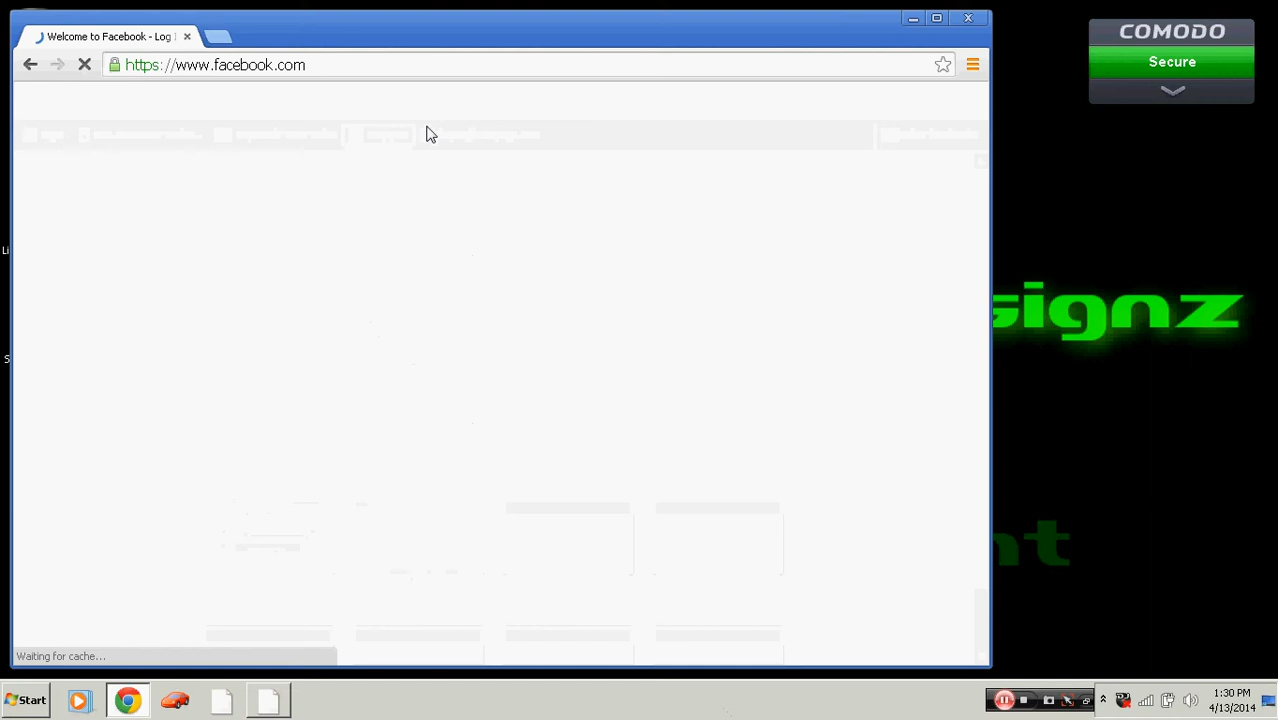 Welcome to Facebook - Log
https://www.facebook.com
COMODO
Secure
Li
signz
S
nt
Waiting for cache...
Start
1:30 PM
4/13/2014